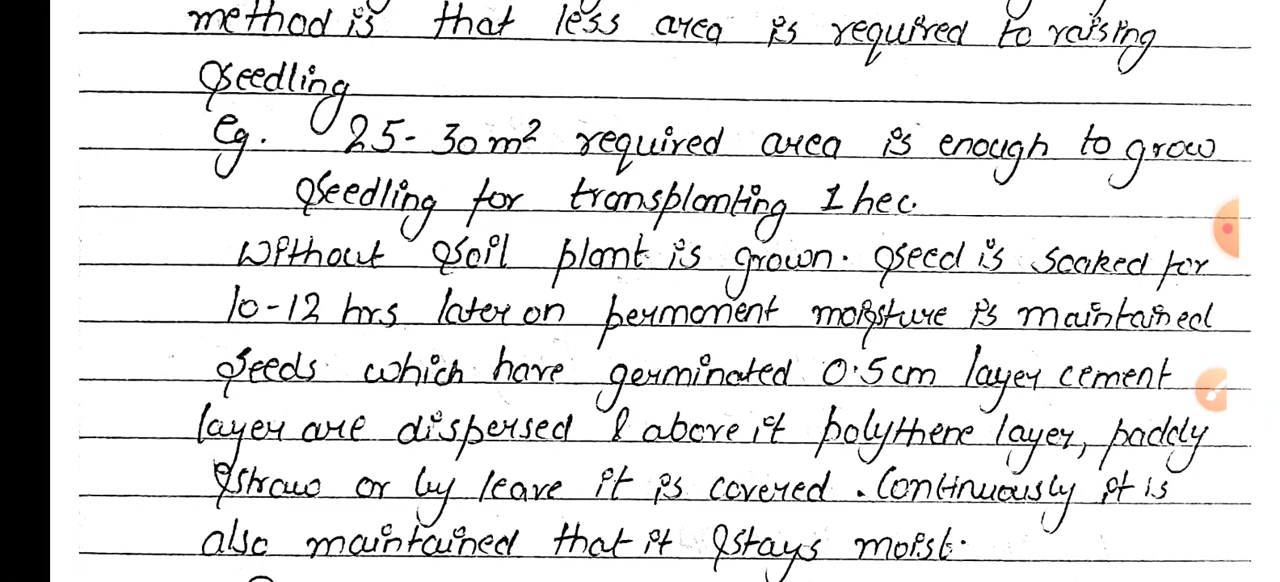 method is that less area is required to raising
seedling
eg. 25-30 m² required area is enough to grow
seedling for transplanting 1 hec.
Without soil plant is grown. seed is soaked for
10-12 hrs later on permanent moisture is maintained
seeds which have germinated 0.5cm layer cement
layer are dispersed & above it polythene layer, paddy
straw or by leave it is covered. Continuously it is
also maintained that it stays moist.